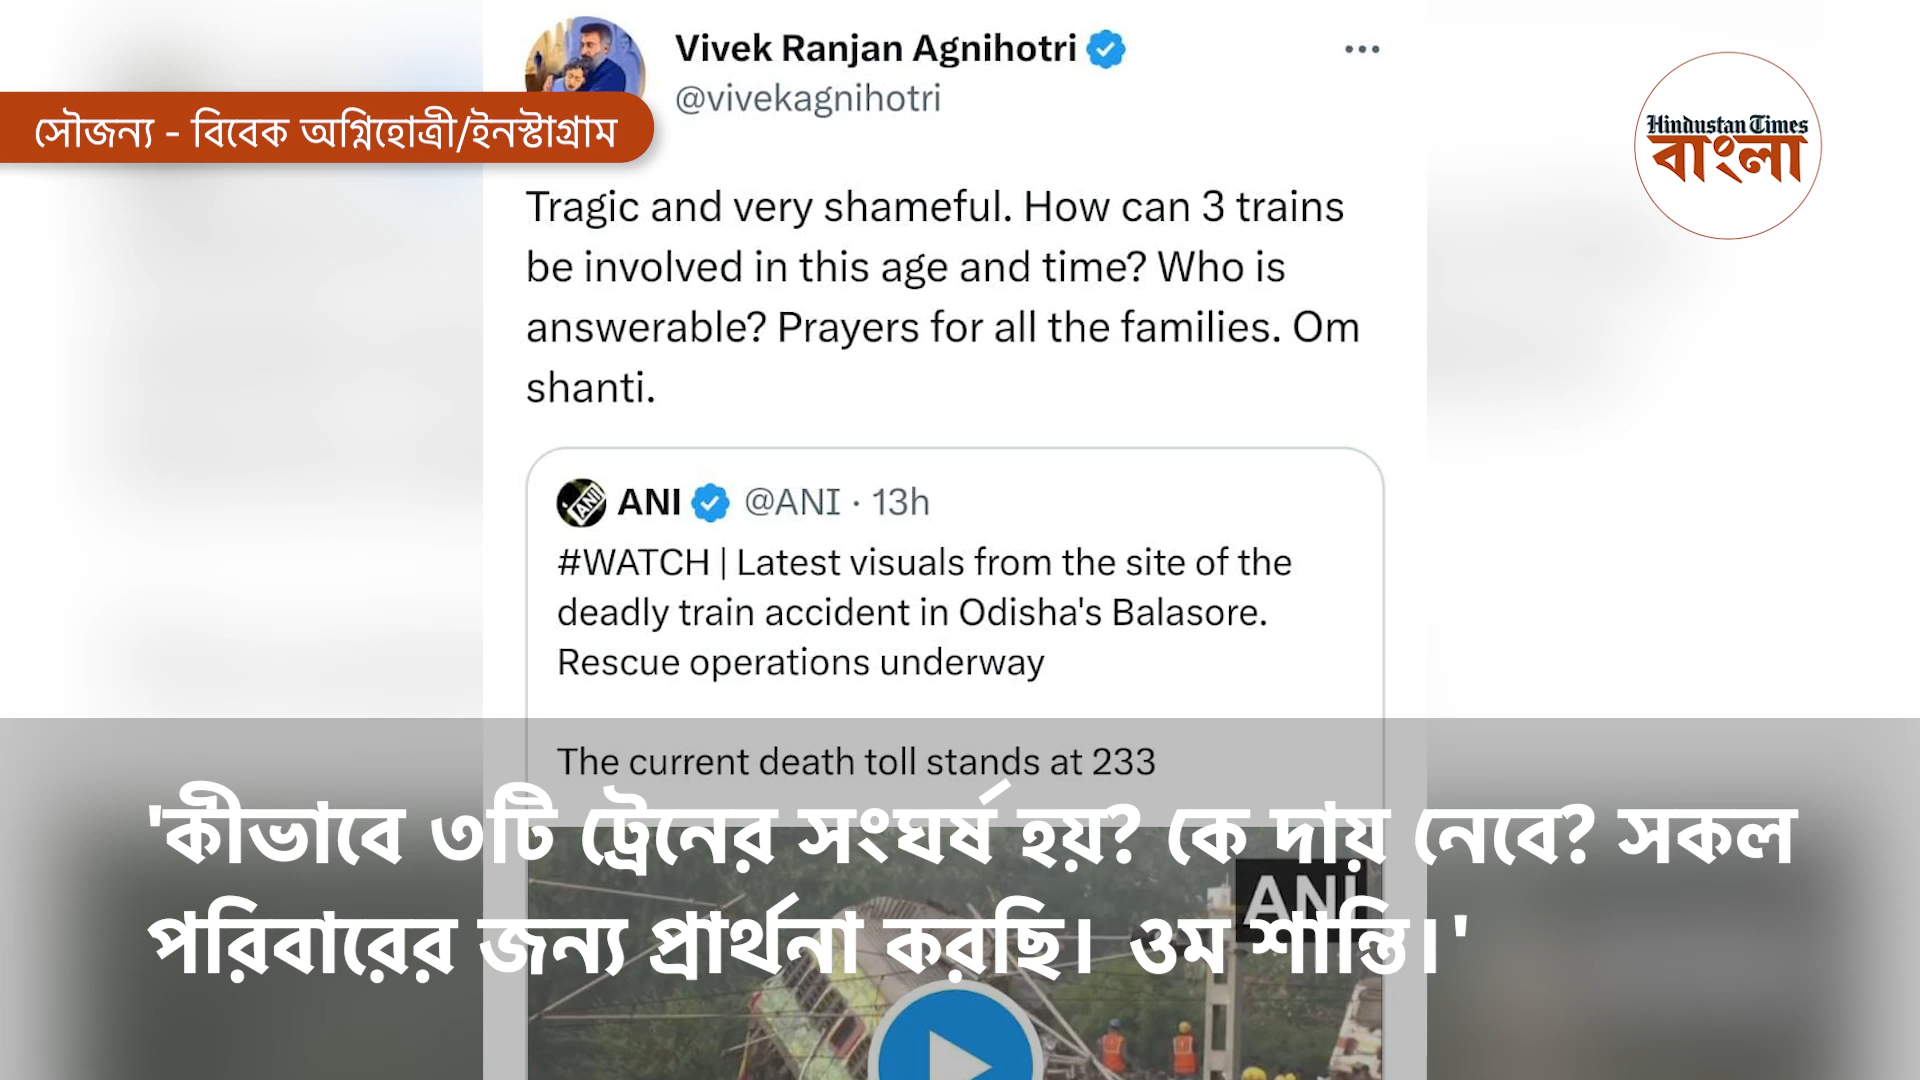 Vivek Ranjan Agnihotri
@vivekagnihotri
সৌজন্য - বিবেক অগ্নিহোত্রী/ইনস্টাগ্রাম
Hindustan Times
বাংলা
Tragic and very shameful. How can 3 trains
be involved in this age and time? Who is
answerable? Prayers for all the families. Om
shanti.
ANI @ANI · 13h
#WATCH | Latest visuals from the site of the
deadly train accident in Odisha's Balasore.
Rescue operations underway
The current death toll stands at 233
'কীভাবে ৩টি ট্রেনের সংঘর্ষ হয়? কে দায় নেবে? সকল
পরিবারের জন্য প্রার্থনা করছি। ওম শান্তি।'
ANI